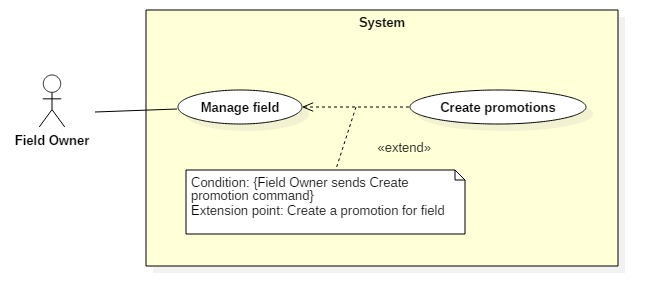 System
Manage field
Create promotions
Field Owner
«extend»
Condition: {Field Owner sends Create
promotion command}
Extension point: Create a promotion for field